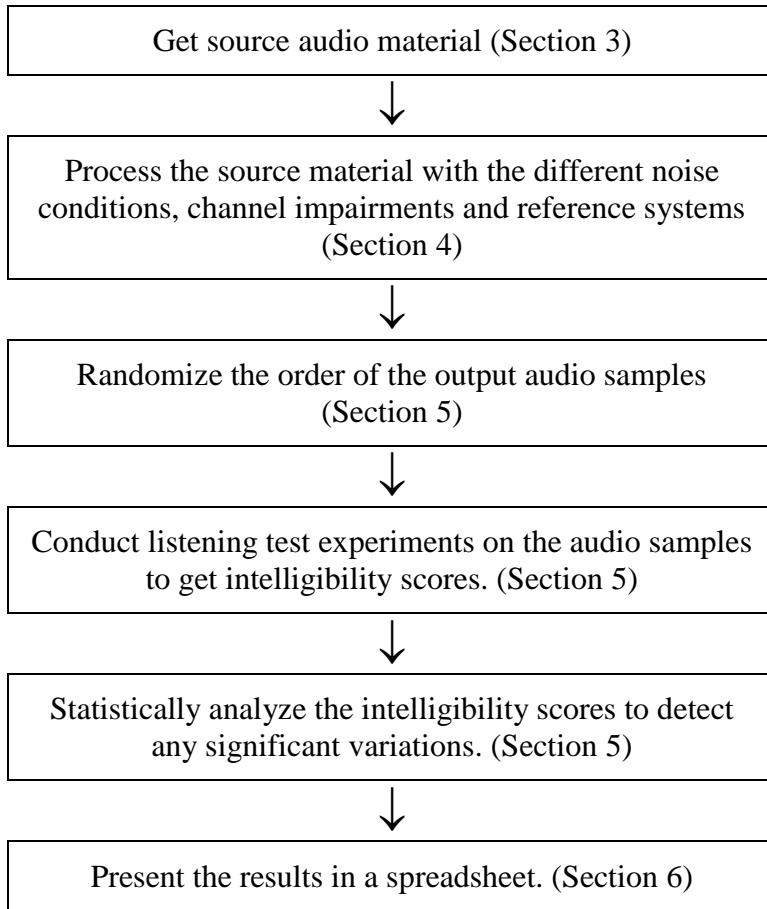 Get source audio material (Section 3)
Process the source material with the different noise
conditions, channel impairments and reference systems
(Section 4)
Randomize the order of the output audio samples
(Section 5)
Conduct listening test experiments on the audio samples
to get intelligibility scores. (Section 5)
Statistically analyze the intelligibility scores to detect
any significant variations. (Section 5)
Present the results in a spreadsheet. (Section 6)